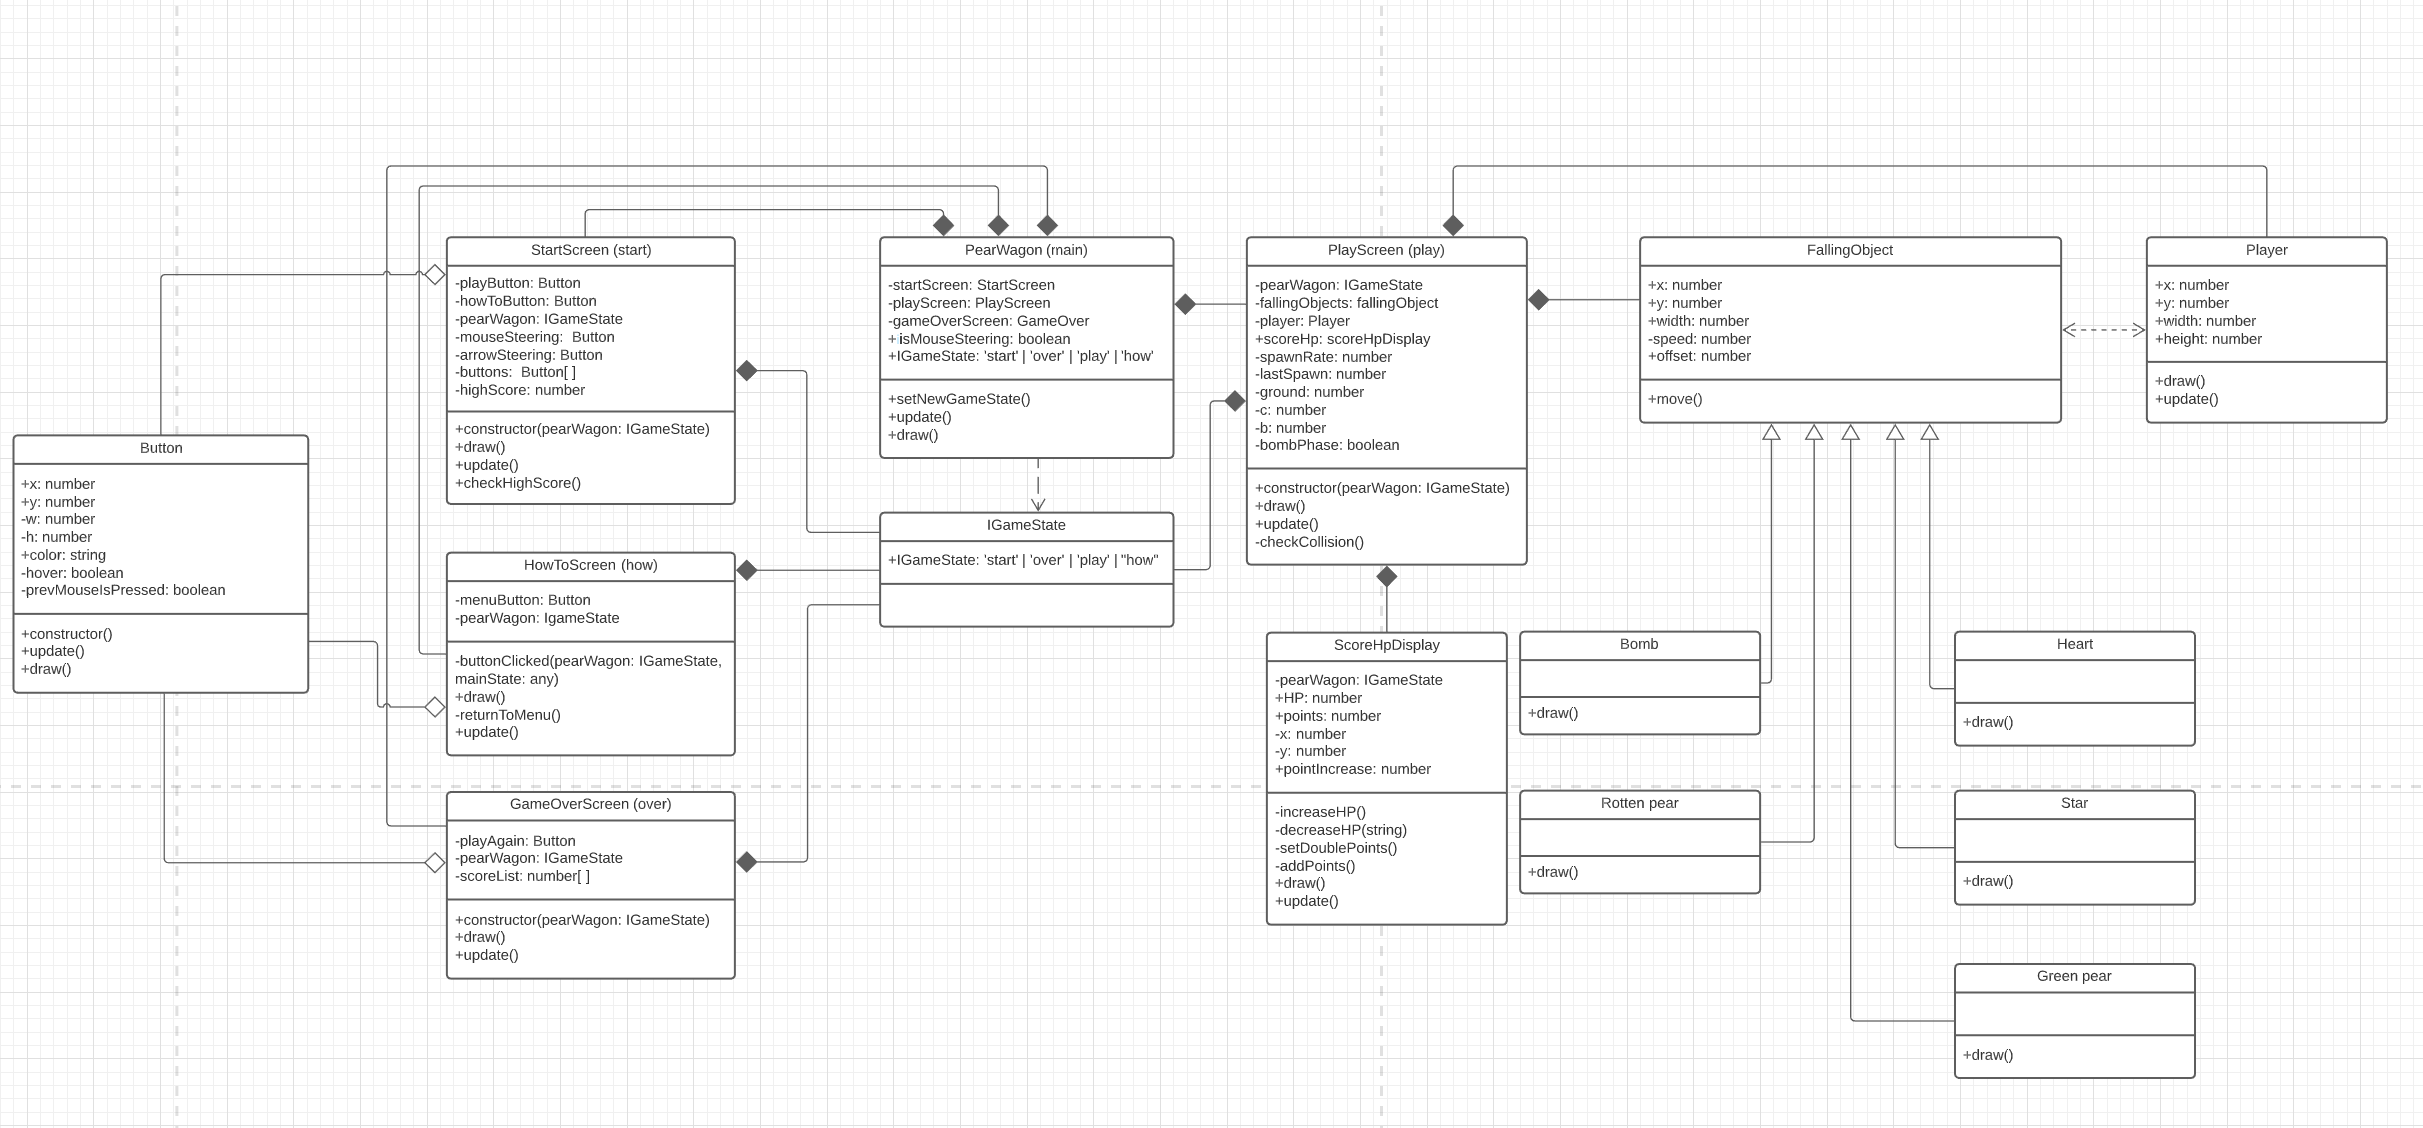 StartScreen (start)
-playButton: Button
-howToButton: Button
-pearWagon: IGameState
-mouseSteering:  Button
-arrowSteering: Button
-buttons:  Button[ ]
-highScore: number
+constructor(pearWagon: IGameState)
+draw()
+update()
+checkHighScore()
PearWagon (main)
-startScreen: StartScreen
-playScreen: PlayScreen
-gameOverScreen: GameOver
+isMouseSteering: boolean
+IGameState: 'start' | 'over' | 'play' | 'how'
+setNewGameState()
+update()
+draw()
PlayScreen (play)
-pearWagon: IGameState
-fallingObjects: fallingObject
-player: Player
+scoreHp: scoreHpDisplay
-spawnRate: number
-lastSpawn: number
-ground: number
-c: number
-b: number
-bombPhase: boolean
+constructor(pearWagon: IGameState)
+draw()
+update()
-checkCollision()
FallingObject
+x: number
+y: number
+width: number
-speed: number
+offset: number
+move()
Player
+x: number
+y: number
+width: number
+height: number
+draw()
+update()
Button
+x: number
+y: number
-w: number
-h: number
+color: string
-hover: boolean
-prevMouseIsPressed: boolean
+constructor()
+update()
+draw()
IGameState
+IGameState: 'start' | 'over' | 'play' | "how"
HowToScreen (how)
-menuButton: Button
-pearWagon: IgameState
-buttonClicked(pearWagon: IGameState,
mainState: any)
+draw()
-returnToMenu()
+update()
ScoreHpDisplay
-pearWagon: IGameState
+HP: number
+points: number
-x: number
-y: number
+pointIncrease: number
-increaseHP()
-decreaseHP(string)
-setDoublePoints()
-addPoints()
+draw()
+update()
Bomb
+draw()
Heart
+draw()
GameOverScreen (over)
-playAgain: Button
-pearWagon: IGameState
-scoreList: number[ ]
+constructor(pearWagon: IGameState)
+draw()
+update()
Rotten pear
+draw()
Star
+draw()
Green pear
+draw()